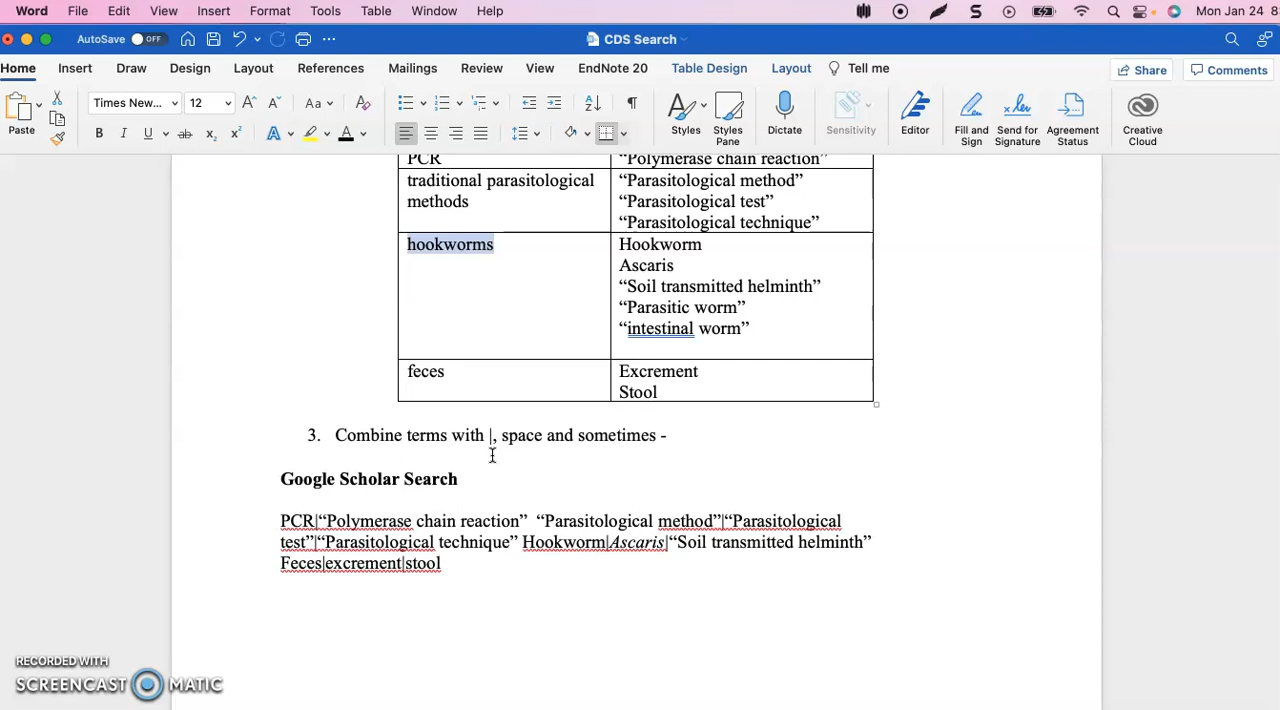 Word File Edit View Insert Format Tools Table Window Help Mon Jan 24 8
AutoSave OFF CDS Search
Home Insert Draw Design Layout References Mailings Review View EndNote 20 Table Design Layout Tell me Share Comments
Times New... 12 Aa
Paste Styles Styles Pane Dictate Sensitivity Editor Fill and Sign Send for Signature Agreement Status Creative Cloud
PCR “Polymerase chain reaction”
traditional parasitological methods
“Parasitological method”
“Parasitological test”
“Parasitological technique”
hookworms
Hookworm
Ascaris
“Soil transmitted helminth”
“Parasitic worm”
“intestinal worm”
feces
Excrement
Stool
3. Combine terms with |, space and sometimes -
Google Scholar Search
PCR|“Polymerase chain reaction” “Parasitological method”|“Parasitological
test”|“Parasitological technique” Hookworm|Ascaris|“Soil transmitted helminth”
Feces|excrement|stool
RECORDED WITH
SCREENCAST MATIC